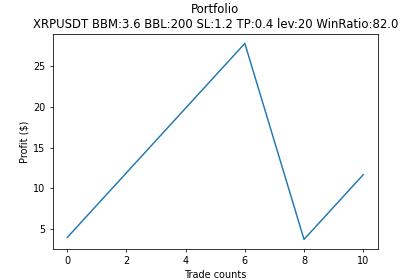 Portfolio
XRPUSDT BBM:3.6 BBL:200 SL:1.2 TP:0.4 lev:20 WinRatio:82.0
25
20
15
10
5
Profit ($)
0 2 4 6 8 10
Trade counts